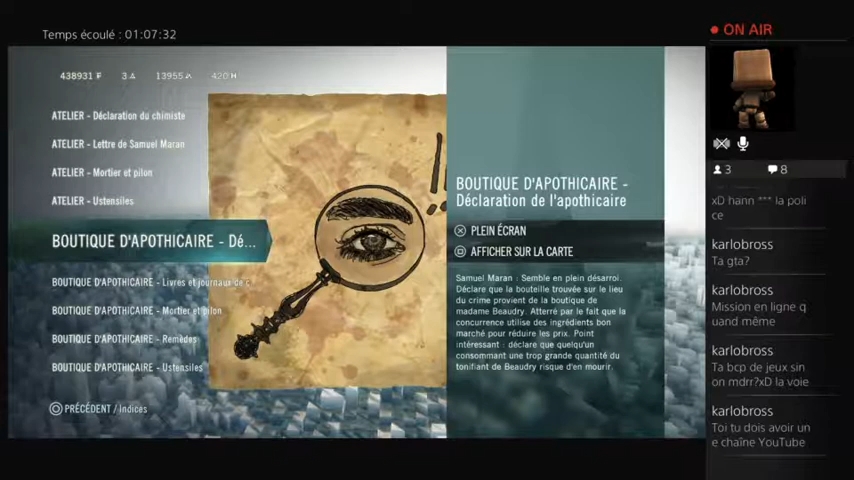 Temps écoulé : 01:07:32
ON AIR
438931 F 3 A 13955 420
ATELIER - Déclaration du chimiste
ATELIER - Lettre de Samuel Maran
ATELIER - Mortier et pilon
ATELIER - Ustensiles
BOUTIQUE D'APOTHICAIRE - Dé...
BOUTIQUE D'APOTHICAIRE - Livres et journaux de c
BOUTIQUE D'APOTHICAIRE - Mortier et pilon
BOUTIQUE D'APOTHICAIRE - Remèdes
BOUTIQUE D'APOTHICAIRE - Ustensiles
PRÉCÉDENT / Indices
BOUTIQUE D'APOTHICAIRE -
Déclaration de l'apothicaire
PLEIN ÉCRAN
AFFICHER SUR LA CARTE
Samuel Maran : Semble en plein désarroi.
Déclare que la bouteille trouvée sur le lieu
du crime provient de la boutique de
madame Beaudry. Atterré par le fait que la
concurrence utilise des ingrédients bon
marché pour réduire les prix. Point
intéressant : déclare que quelqu'un
consommant une trop grande quantité du
tonifiant de Beaudry risque d'en mourir.
3 8
xD hann *** la poli
ce
karlobross
Ta gta?
karlobross
Mission en ligne q
uand même
karlobross
Ta bcp de jeux sin
on mdrr?xD la voie
karlobross
Toi tu dois avoir un
e chaîne YouTube